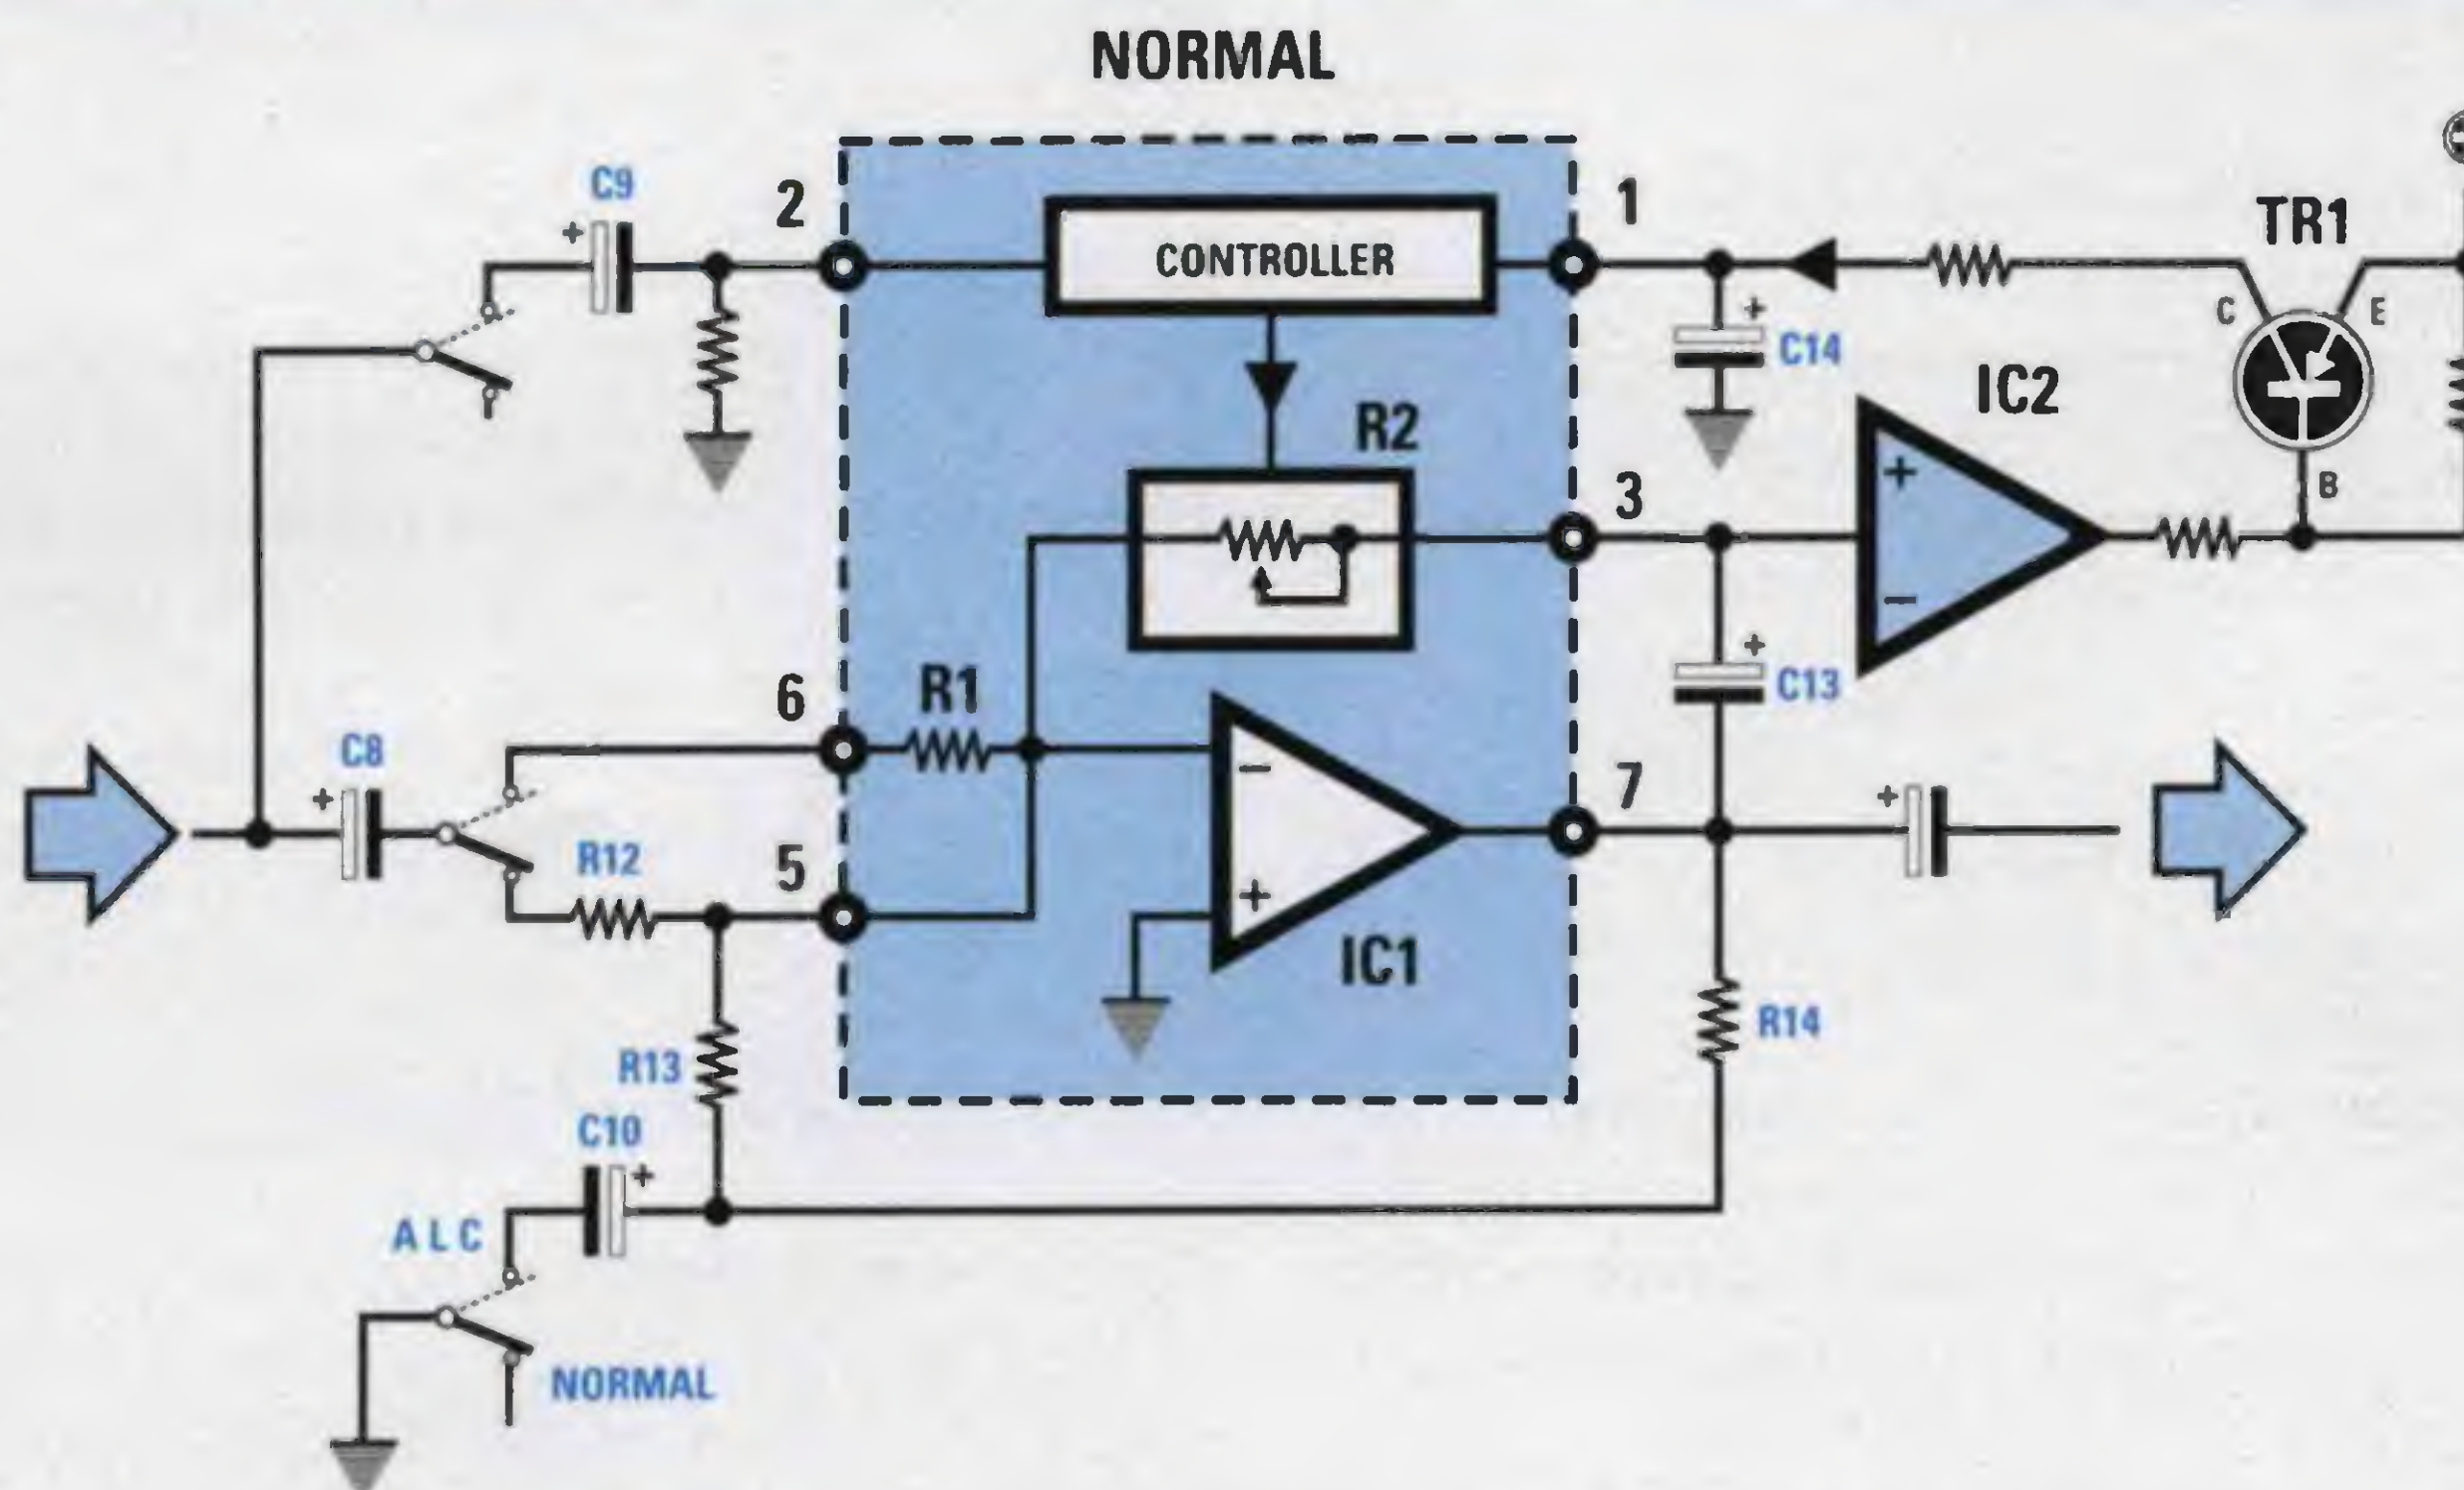 NORMAL
C9
+
2
CONTROLLER
1
TR1
C
E
B
+
C14
R2
IC2
3
+
−
+
C13
6
R1
C8
+
R12
5
−
+
IC1
7
+
R13
R14
C10
+
ALC
NORMAL